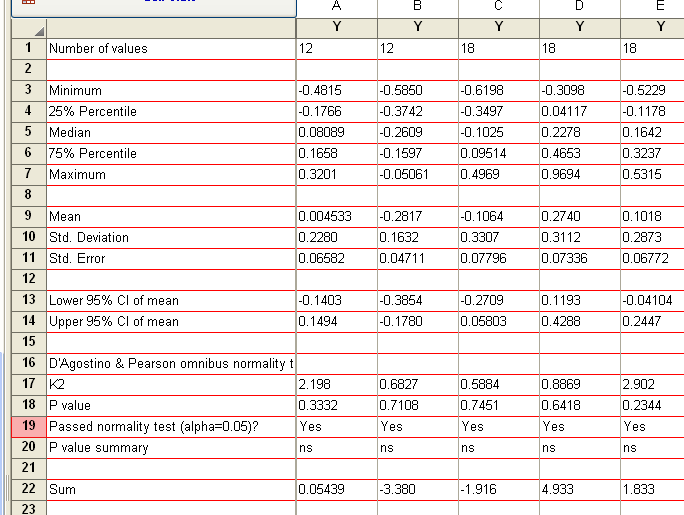 A B C D E
Y Y Y Y Y
1 Number of values 12 12 18 18 18
2
3 Minimum -0.4815 -0.5850 -0.6198 -0.3098 -0.5229
4 25% Percentile -0.1766 -0.3742 -0.3497 0.04117 -0.1178
5 Median 0.08089 -0.2609 -0.1025 0.2278 0.1642
6 75% Percentile 0.1658 -0.1597 0.09514 0.4653 0.3237
7 Maximum 0.3201 -0.05061 0.4969 0.9694 0.5315
8
9 Mean 0.004533 -0.2817 -0.1064 0.2740 0.1018
10 Std. Deviation 0.2280 0.1632 0.3307 0.3112 0.2873
11 Std. Error 0.06582 0.04711 0.07796 0.07336 0.06772
12
13 Lower 95% CI of mean -0.1403 -0.3854 -0.2709 0.1193 -0.04104
14 Upper 95% CI of mean 0.1494 -0.1780 0.05803 0.4288 0.2447
15
16 D'Agostino & Pearson omnibus normality t
17 K2 2.198 0.6827 0.5884 0.8869 2.902
18 P value 0.3332 0.7108 0.7451 0.6418 0.2344
19 Passed normality test (alpha=0.05)? Yes Yes Yes Yes Yes
20 P value summary ns ns ns ns ns
21
22 Sum 0.05439 -3.380 -1.916 4.933 1.833
23